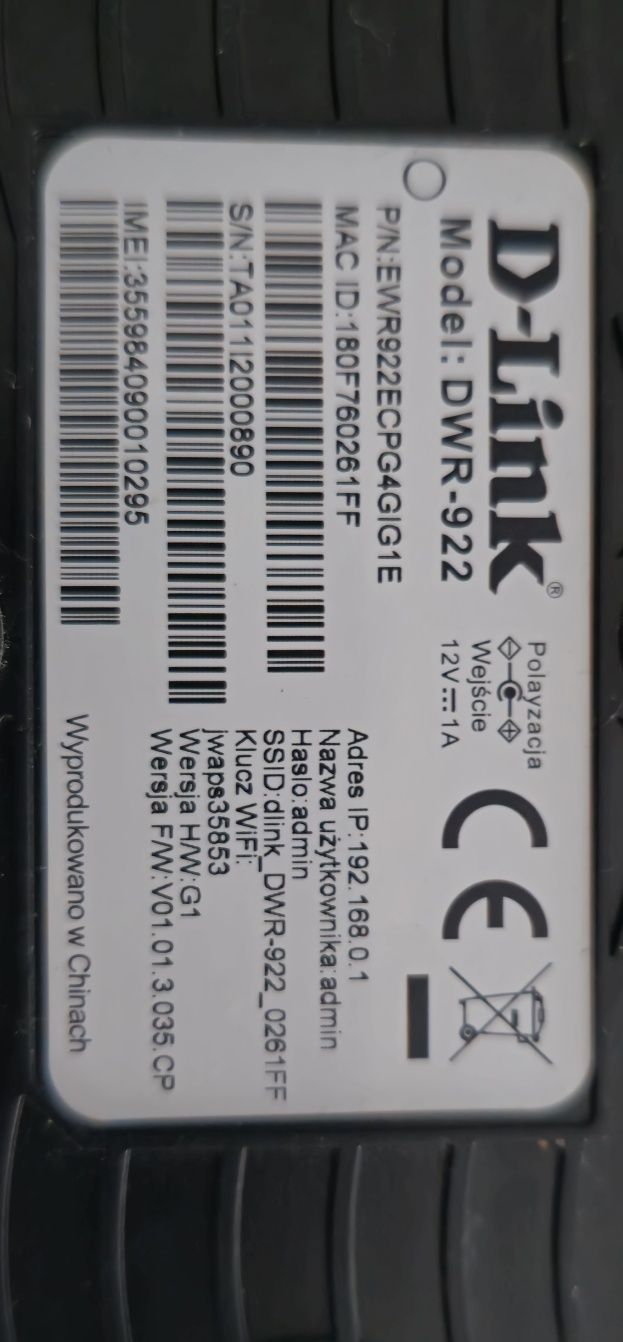 D-Link®
Model: DWR-922
P/N:EWR922ECPG4GIG1E
MAC ID:180F760261FF
S/N:TA011I2000890
IMEI:355984090010295
Polayzacja
Wejście
12V⎓1A
CE
Adres IP:192.168.0.1
Nazwa użytkownika:admin
Hasło:admin
SSID:dlink_DWR-922_0261FF
Klucz WiFi:
jwaps35853
Wersja H/W:G1
Wersja F/W:V01.01.3.035.CP
Wyprodukowano w Chinach